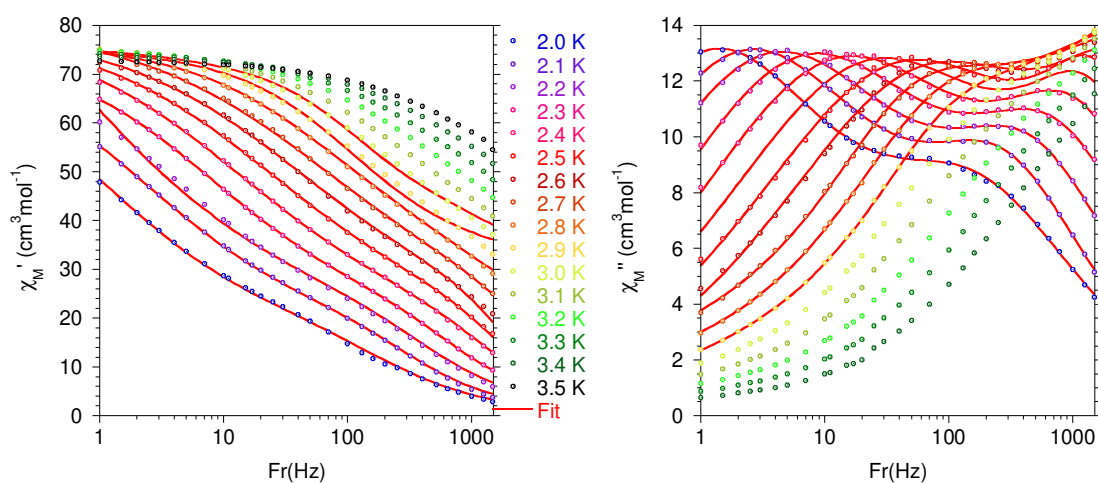 80
70
60
50
40
30
20
10
0
1
10
100
1000
χM' (cm³mol⁻¹)
Fr(Hz)
2.0 K
2.1 K
2.2 K
2.3 K
2.4 K
2.5 K
2.6 K
2.7 K
2.8 K
2.9 K
3.0 K
3.1 K
3.2 K
3.3 K
3.4 K
3.5 K
Fit
14
12
10
8
6
4
2
0
1
10
100
1000
χM" (cm³mol⁻¹)
Fr(Hz)